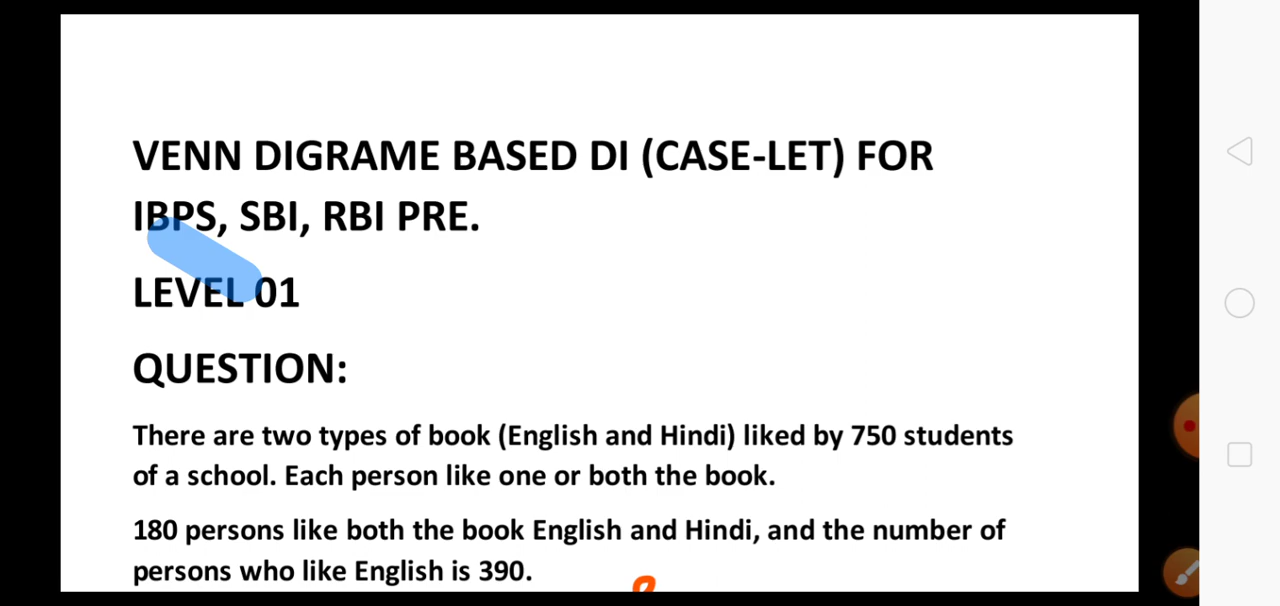 VENN DIGRAME BASED DI (CASE-LET) FOR
IBPS, SBI, RBI PRE.
LEVEL 01
QUESTION:
There are two types of book (English and Hindi) liked by 750 students
of a school. Each person like one or both the book.
180 persons like both the book English and Hindi, and the number of
persons who like English is 390.